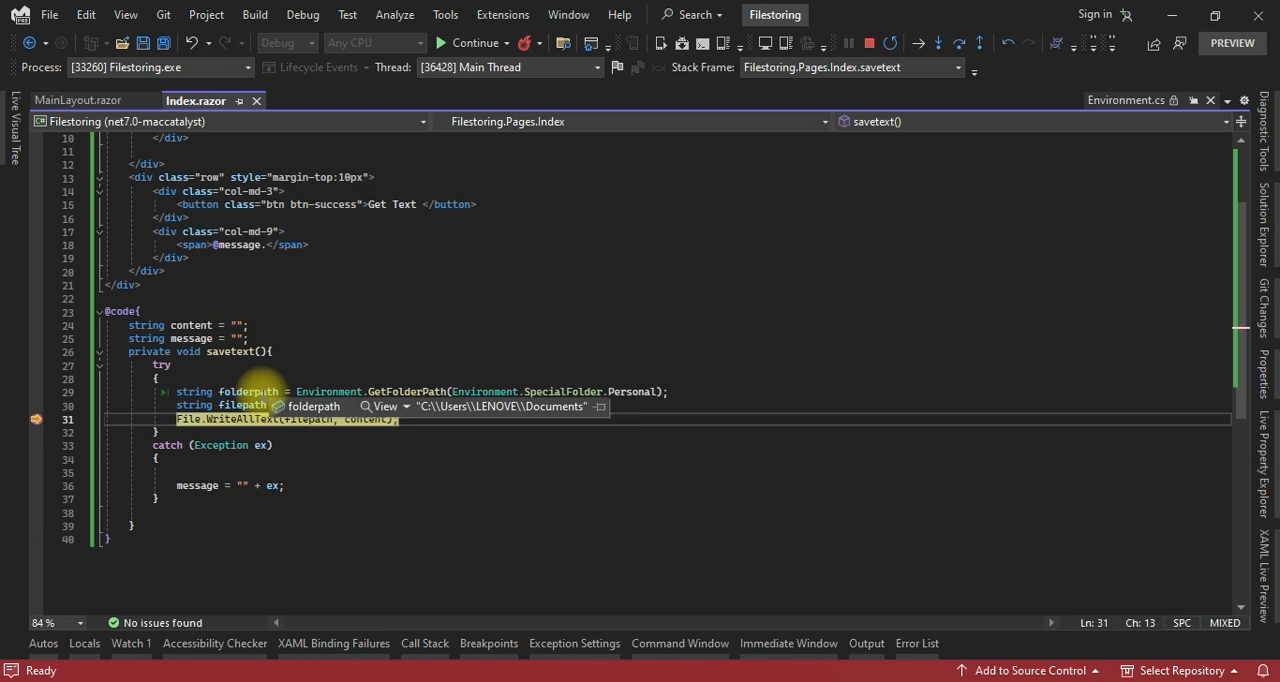 File Edit View Git Project Build Debug Test Analyze Tools Extensions Window Help Search Filestoring Sign in
Debug Any CPU Continue PREVIEW
Process: [33260] Filestoring.exe Lifecycle Events Thread: [36428] Main Thread Stack Frame: Filestoring.Pages.Index.savetext
MainLayout.razor Index.razor Environment.cs
Filestoring (net7.0-maccatalyst) Filestoring.Pages.Index savetext()
10 </div>
11
12 </div>
13 <div class="row" style="margin-top:10px">
14 <div class="col-md-3">
15 <button class="btn btn-success">Get Text </button>
16 </div>
17 <div class="col-md-9">
18 <span>@message.</span>
19 </div>
20 </div>
21 </div>
22
23 @code{
24 string content = "";
25 string message = "";
26 private void savetext(){
27 try
28 {
29 string folderpath = Environment.GetFolderPath(Environment.SpecialFolder.Personal);
30 string filepath folderpath View "C:\\Users\\LENOVE\\Documents"
31 File.WriteAllText(filepath, content);
32 }
33 catch (Exception ex)
34 {
35
36 message = "" + ex;
37 }
38
39 }
40 }
84 % No issues found Ln: 31 Ch: 13 SPC MIXED
Autos Locals Watch 1 Accessibility Checker XAML Binding Failures Call Stack Breakpoints Exception Settings Command Window Immediate Window Output Error List
Ready Add to Source Control Select Repository
Live Visual Tree
Diagnostic Tools
Solution Explorer
Git Changes
Properties
Live Property Explorer
XAML Live Preview